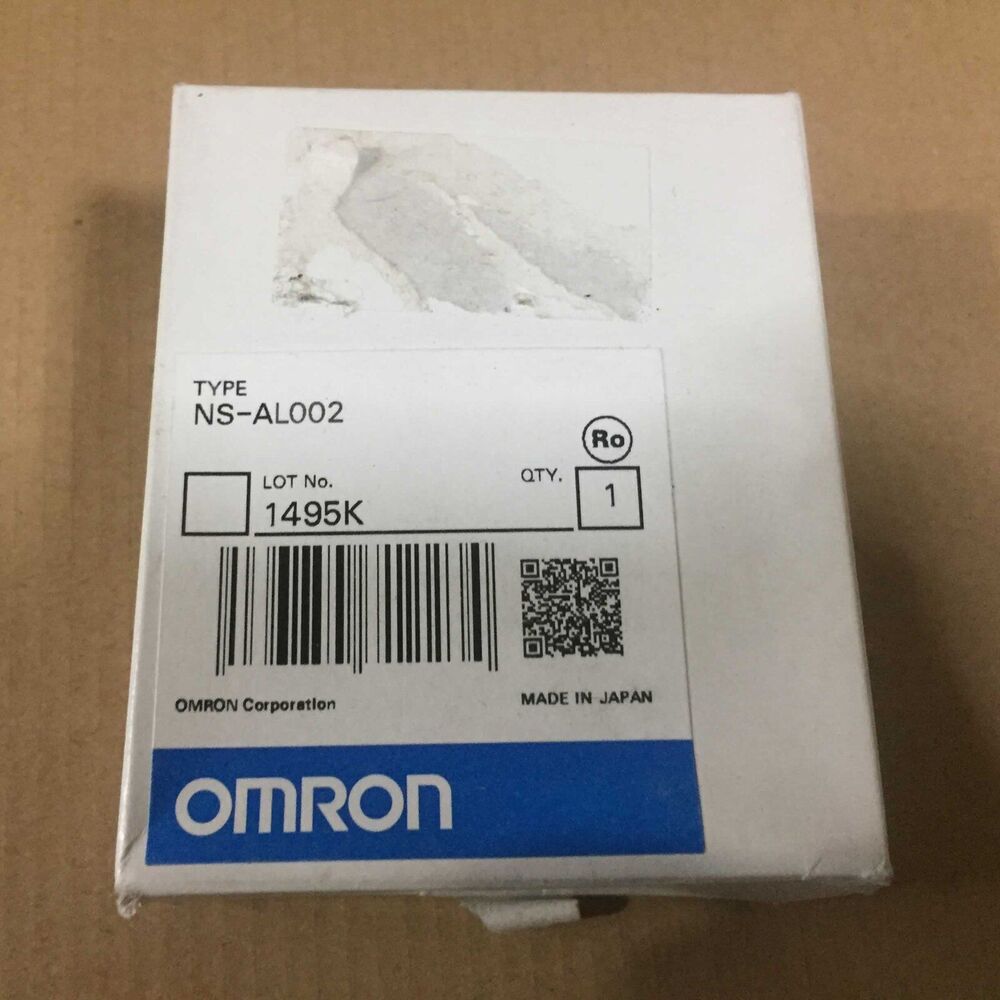 TYPE
NS-AL002
Ro
LOT No.
QTY.
1495K
1
OMRON Corporation
MADE IN JAPAN
OMRON